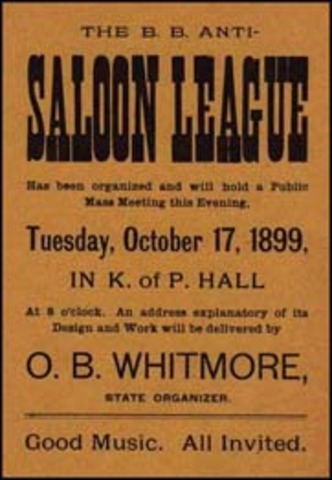 THE B. B. ANTI-
SALOON LEAGUE
Has been organized and will hold a Public
Mass Meeting this Evening,
Tuesday, October 17, 1899,
IN K. of P. HALL
At 8 o'clock. An address explanatory of its
Design and Work will be delivered by
O. B. WHITMORE,
STATE ORGANIZER.
Good Music. All Invited.